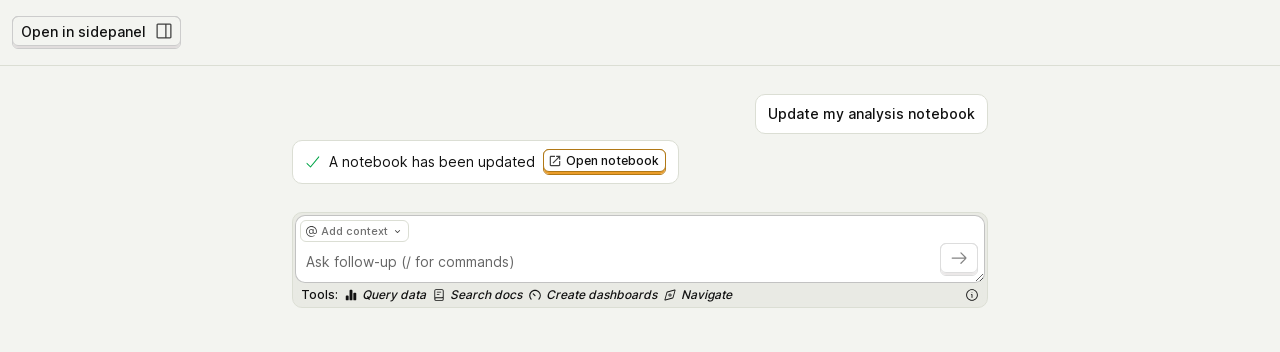 Open in sidepanel
Update my analysis notebook
A notebook has been updated Open notebook
@ Add context
Ask follow-up (/ for commands)
Tools: Query data Search docs Create dashboards Navigate